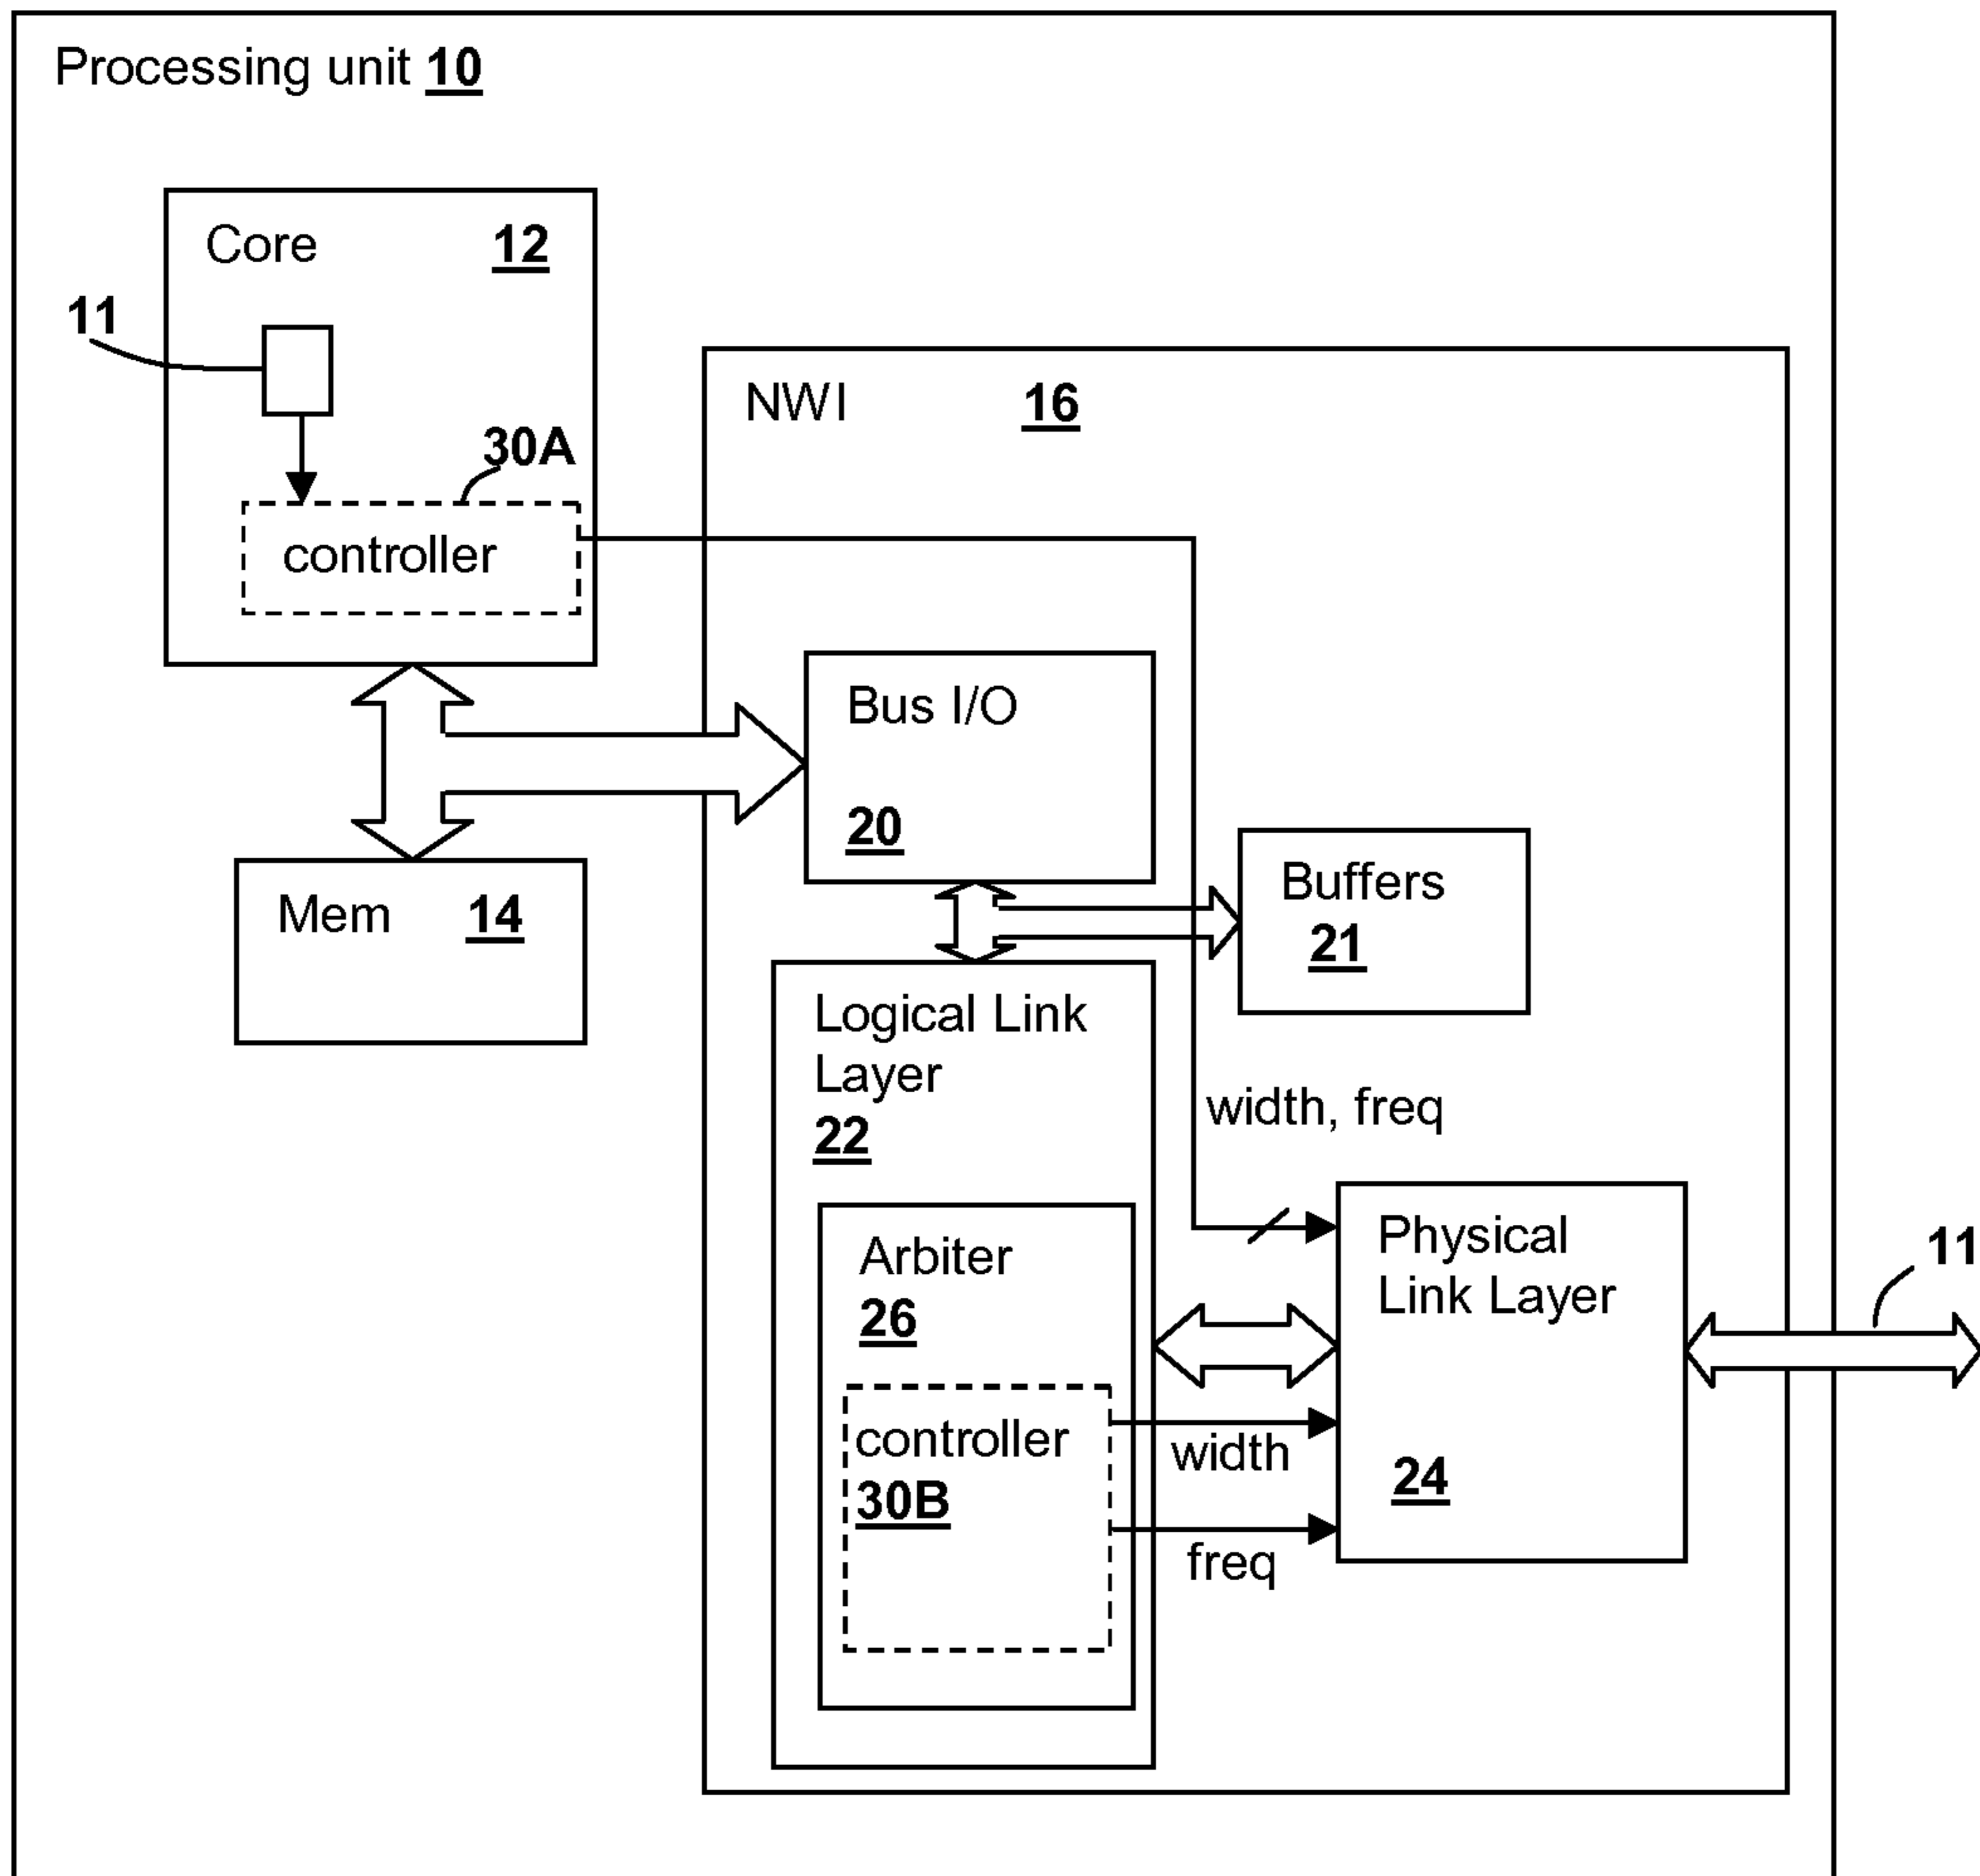 Processing unit 10
Core 12
11
30A
controller
NWI 16
Bus I/O
20
Mem 14
Buffers
21
Logical Link
Layer
22
width, freq
Arbiter
26
Physical
Link Layer
24
11
controller
30B
width
freq